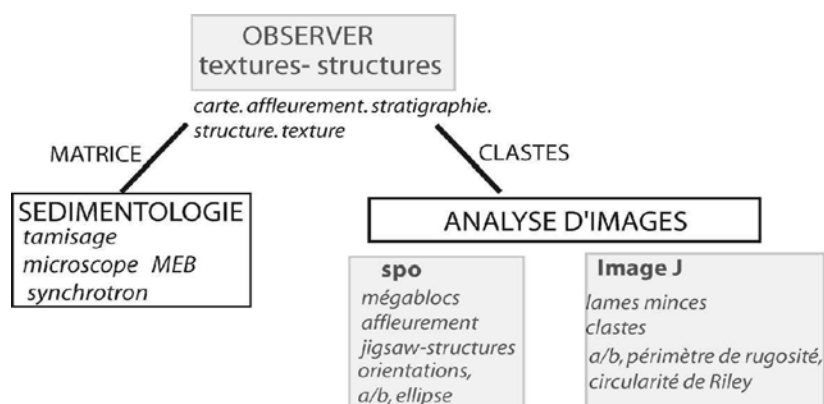 OBSERVER
textures- structures
carte. affleurement. stratigraphie.
structure. texture
MATRICE
CLASTES
SEDIMENTOLOGIE
tamisage
microscope MEB
synchrotron
ANALYSE D'IMAGES
spo
mégablocs
affleurement
jigsaw-structures
orientations,
a/b, ellipse
Image J
lames minces
clastes
a/b, périmètre de rugosité,
circularité de Riley